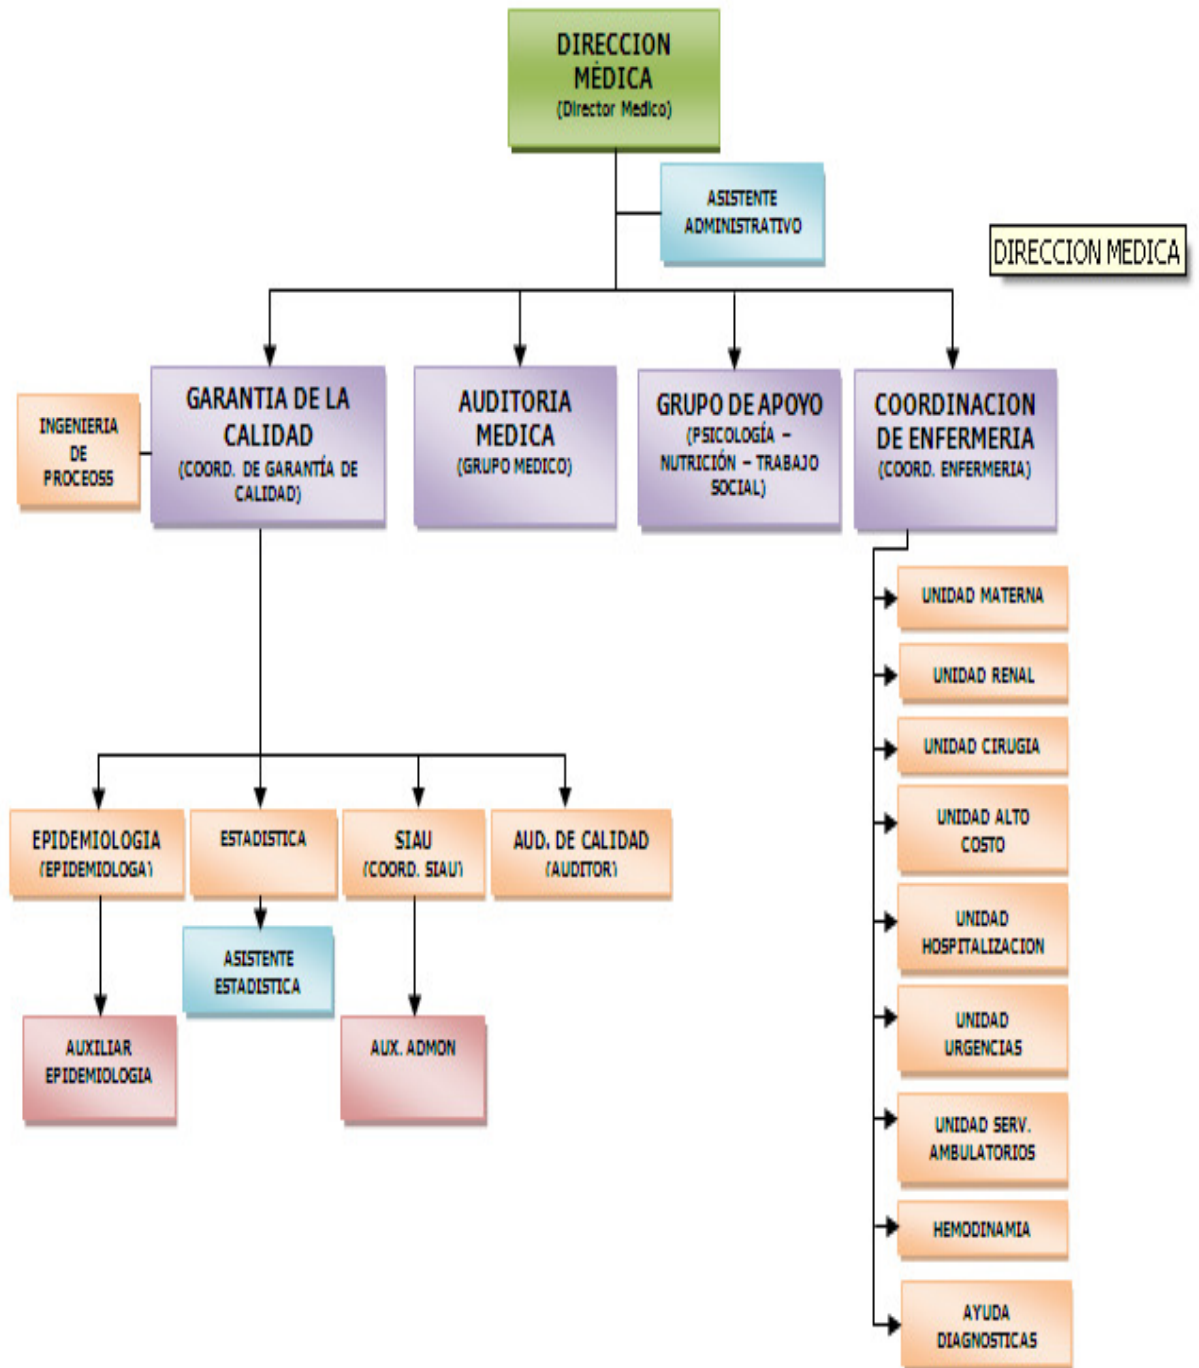 DIRECCION
MÉDICA
(Director Medico)
ASISTENTE
ADMINISTRATIVO
DIRECCION MEDICA
INGENIERIA
DE
PROCEOSS
GARANTIA DE LA
CALIDAD
(COORD. DE GARANTÍA DE
CALIDAD)
AUDITORIA
MEDICA
(GRUPO MEDICO)
GRUPO DE APOYO
(PSICOLOGÍA –
NUTRICIÓN – TRABAJO
SOCIAL)
COORDINACION
DE ENFERMERIA
(COORD. ENFERMERIA)
UNIDAD MATERNA
UNIDAD RENAL
UNIDAD CIRUGIA
UNIDAD ALTO
COSTO
UNIDAD
HOSPITALIZACION
UNIDAD
URGENCIAS
UNIDAD SERV.
AMBULATORIOS
HEMODINAMIA
AYUDA
DIAGNOSTICAS
EPIDEMIOLOGIA
(EPIDEMIOLOGA)
ESTADISTICA
SIAU
(COORD. SIAU)
AUD. DE CALIDAD
(AUDITOR)
ASISTENTE
ESTADISTICA
AUXILIAR
EPIDEMIOLOGIA
AUX. ADMON